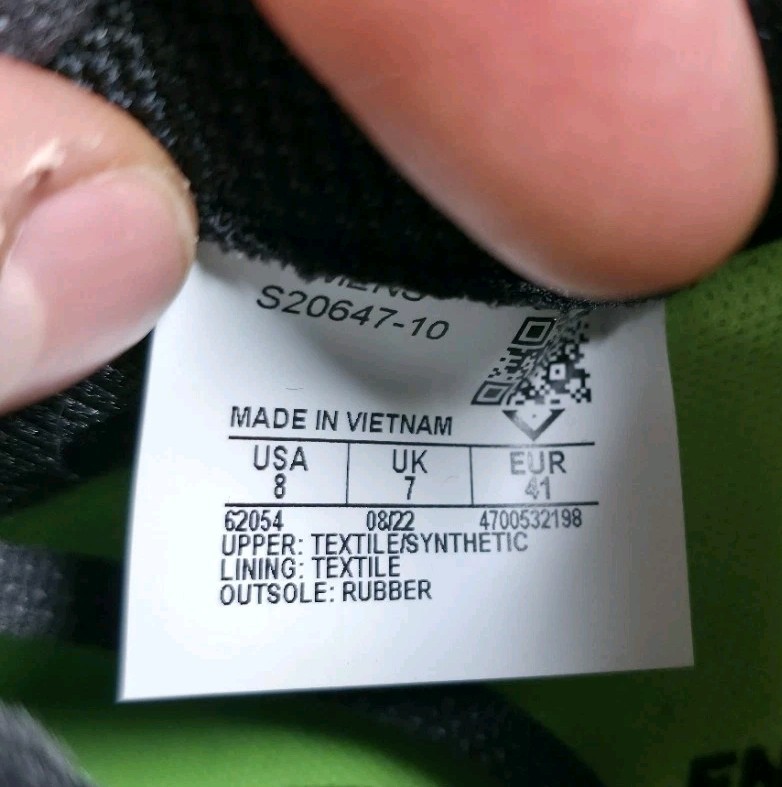 S20647-10
MADE IN VIETNAM
USA UK EUR
8 7 41
62054 08/22 4700532198
UPPER: TEXTILE/SYNTHETIC
LINING: TEXTILE
OUTSOLE: RUBBER